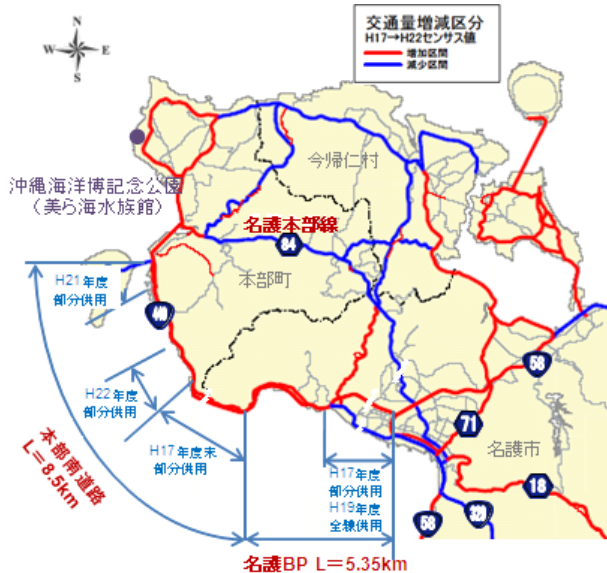 N
W
E
S
交通量増減区分
H17→H22センサス値
増加区間
減少区間
今帰仁村
沖縄海洋博記念公園
（美ら海水族館）
名護本部線
84
本部町
H21年度
部分供用
449
58
H22年度
部分供用
H17年度末
部分供用
本部南道路
L＝8.5km
71
名護市
H17年度
部分供用
H19年度
全線供用
18
58
名護BP L＝5.35km